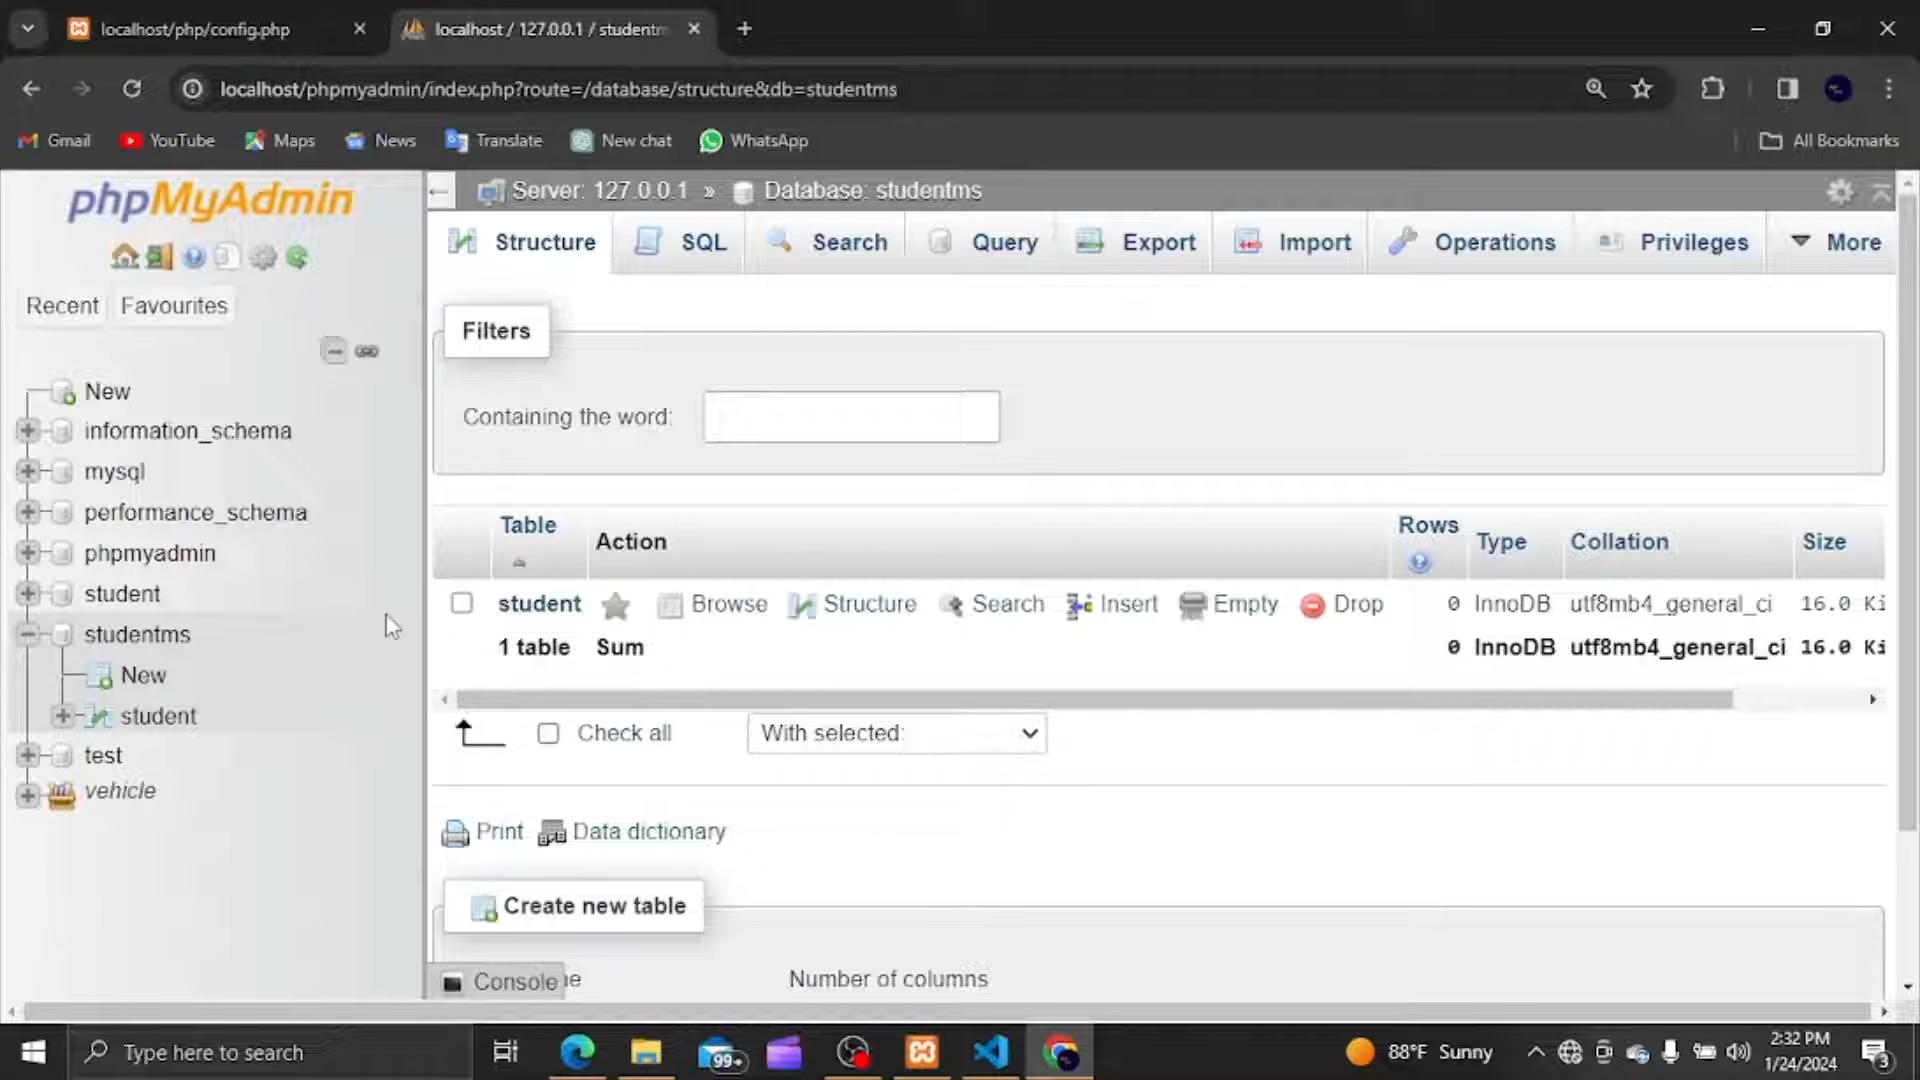 localhost/php/config.php
localhost / 127.0.0.1 / studentm
localhost/phpmyadmin/index.php?route=/database/structure&db=studentms
Gmail
YouTube
Maps
News
Translate
New chat
WhatsApp
All Bookmarks
phpMyAdmin
Server: 127.0.0.1 » Database: studentms
Structure
SQL
Search
Query
Export
Import
Operations
Privileges
More
Recent
Favourites
New
information_schema
mysql
performance_schema
phpmyadmin
student
studentms
New
student
test
vehicle
Filters
Containing the word:
Table
Action
Rows
Type
Collation
Size
student
Browse
Structure
Search
Insert
Empty
Drop
0 InnoDB utf8mb4_general_ci 16.0 Ki
1 table Sum 0 InnoDB utf8mb4_general_ci 16.0 Ki
Check all
With selected:
Print
Data dictionary
Create new table
Console
Number of columns
Type here to search
99+
88°F Sunny
2:32 PM
1/24/2024
3